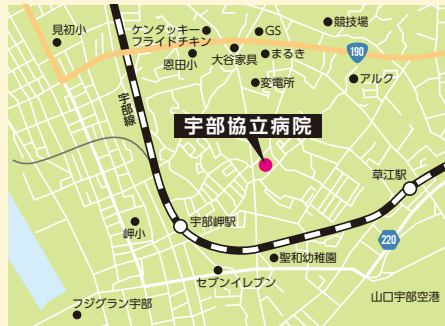 見初小
ケンタッキー
フライドチキン
GS
競技場
恩田小
大谷家具
まるき
190
変電所
アルク
宇部線
宇部協立病院
草江駅
宇部岬駅
岬小
220
聖和幼稚園
セブンイレブン
フジグラン宇部
山口宇部空港